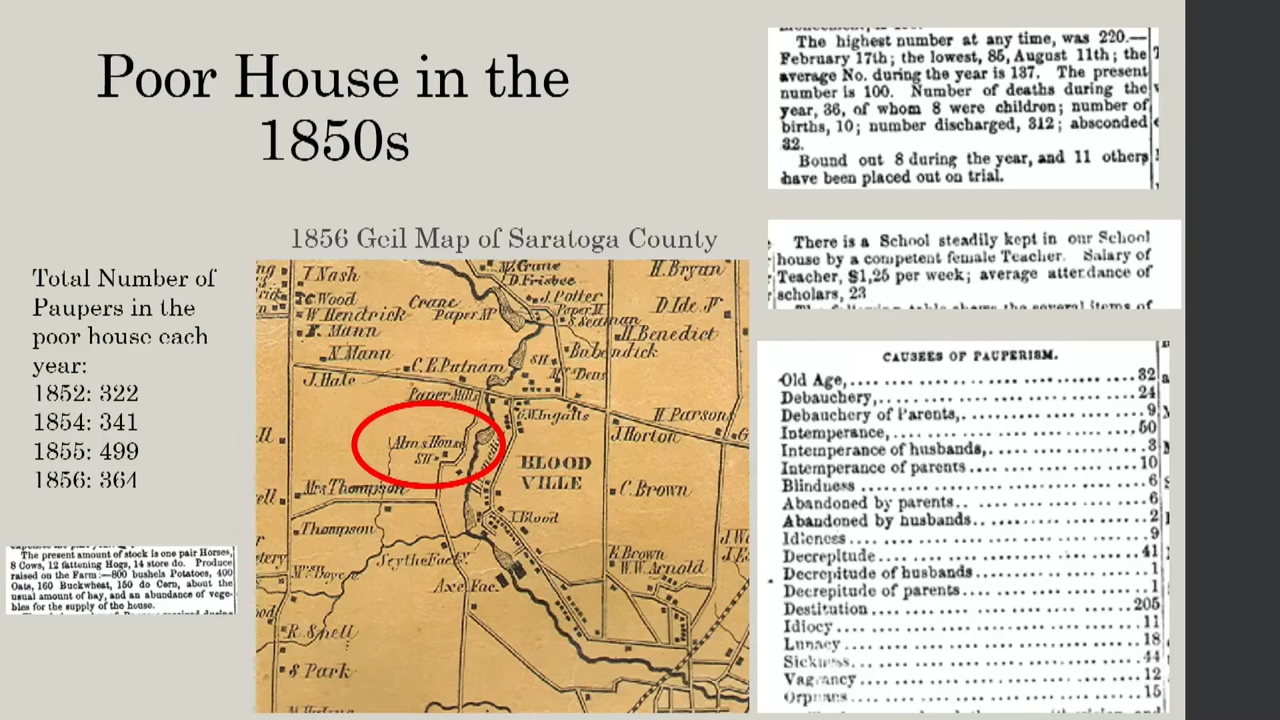 Poor House in the
1850s
1856 Geil Map of Saratoga County
Total Number of
Paupers in the
poor house each
year:
1852: 322
1854: 341
1855: 499
1856: 364
The present amount of stock is one pair Horses,
8 Cows, 12 fattening Hogs, 14 store do. Produce
raised on the Farm:—800 bushels Potatoes, 400
Oats, 160 Buckwheat, 150 do Corn, about the
usual amount of hay, and an abundance of vege-
bles for the supply of the house.
T. Nash
C Wood
W. Hendrick
Mann
N. Mann
J. Hale
Crane
Paper M
W. Crane
D. Frisbee
J. Potter
Paper M
S. Seaman
H. Bryan
D. Ide Jr
H. Benedict
Babendick
SH
C. E. Putnam
Paper Mill
G.W. Ingalls
H. Parsons
J. Horton
Alms House
SH
BLOOD
VILLE
C. Brown
Mrs Thompson
Thompson
I. Blood
Scythe Facty.
Axe Fac.
E. Brown
W.W. Arnold
R. Snell
S Park
The highest number at any time, was 220.—
February 17th; the lowest, 85, August 11th; the
average No. during the year is 137. The present
number is 100. Number of deaths during the
year, 36, of whom 8 were children; number of
births, 10; number discharged, 312; absconded
32.
Bound out 8 during the year, and 11 others
have been placed out on trial.
There is a School steadily kept in our School
house by a competent female Teacher. Salary of
Teacher, $1,25 per week; average attendance of
scholars, 23
CAUSES OF PAUPERISM.
Old Age, 32
Debauchery, 24
Debauchery of Parents, 9
Intemperance, 50
Intemperance of husbands, 3
Intemperance of parents 10
Blindness 6
Abandoned by parents 6
Abandoned by husbands 2
Idleness 9
Decrepitude 41
Decrepitude of husbands 1
Decrepitude of parents 1
Destitution 205
Idiocy 11
Lunacy 18
Sickness 44
Vagrancy 12
Orphans 15